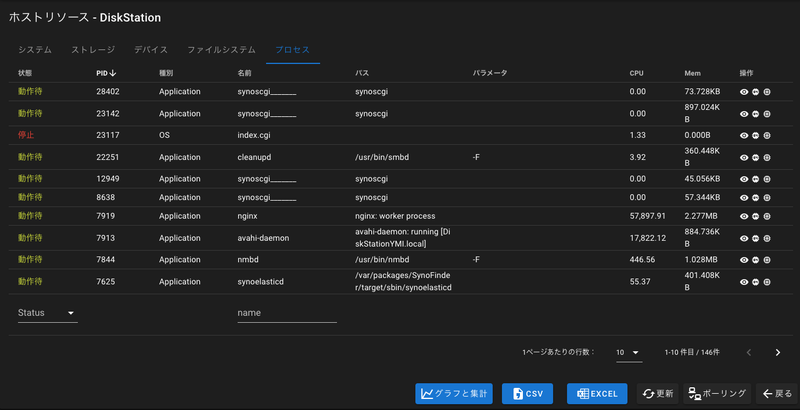 ホストリソース - DiskStation
システム ストレージ デバイス ファイルシステム プロセス
状態 PID 種別 名前 パス パラメータ CPU Mem 操作
動作待 28402 Application synoscgi______ synoscgi 0.00 73.728KB
動作待 23142 Application synoscgi______ synoscgi 0.00 897.024KB
停止 23117 OS index.cgi 1.33 0.000B
動作待 22251 Application cleanupd /usr/bin/smbd -F 3.92 360.448KB
動作待 12949 Application synoscgi______ synoscgi 0.00 45.056KB
動作待 8638 Application synoscgi______ synoscgi 0.00 57.344KB
動作待 7919 Application nginx nginx: worker process 57,897.91 2.277MB
動作待 7913 Application avahi-daemon avahi-daemon: running [DiskStationYMI.local] 17,822.12 884.736KB
動作待 7844 Application nmbd /usr/bin/nmbd -F 446.56 1.028MB
動作待 7625 Application synoelasticd /var/packages/SynoFinder/target/sbin/synoelasticd 55.37 401.408KB
Status name
1ページあたりの行数： 10 1-10 件目 / 146件
グラフと集計 CSV EXCEL 更新 ポーリング 戻る